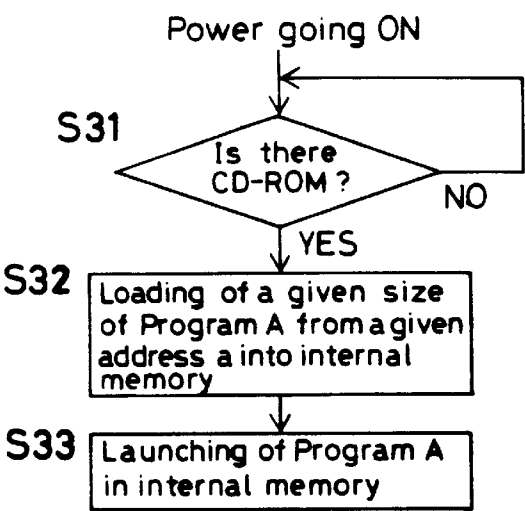 Power going ON
S31
Is there
CD-ROM?
NO
YES
S32
Loading of a given size
of Program A from a given
address a into internal
memory
S33
Launching of Program A
in internal memory